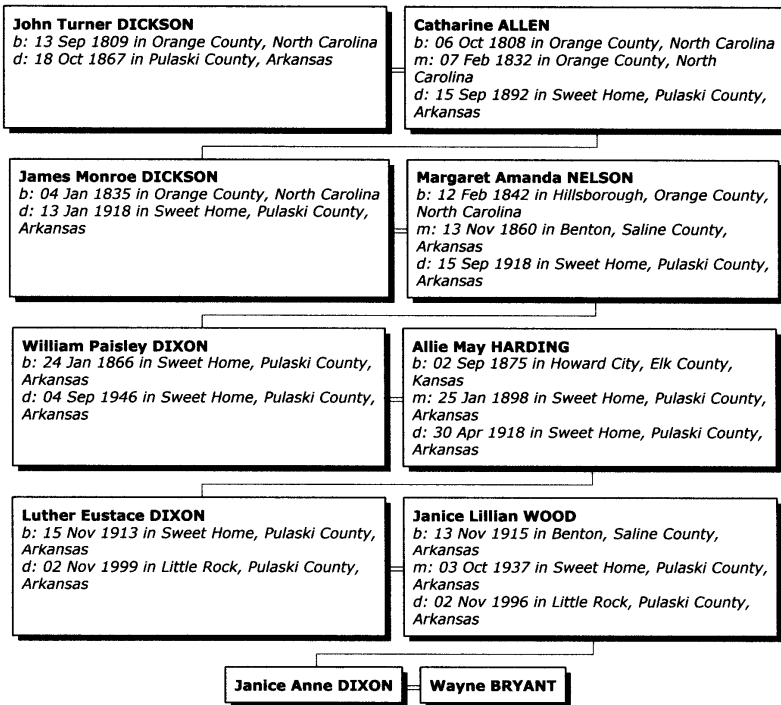 John Turner DICKSON
b: 13 Sep 1809 in Orange County, North Carolina
d: 18 Oct 1867 in Pulaski County, Arkansas
Catharine ALLEN
b: 06 Oct 1808 in Orange County, North Carolina
m: 07 Feb 1832 in Orange County, North
Carolina
d: 15 Sep 1892 in Sweet Home, Pulaski County,
Arkansas
James Monroe DICKSON
b: 04 Jan 1835 in Orange County, North Carolina
d: 13 Jan 1918 in Sweet Home, Pulaski County,
Arkansas
Margaret Amanda NELSON
b: 12 Feb 1842 in Hillsborough, Orange County,
North Carolina
m: 13 Nov 1860 in Benton, Saline County,
Arkansas
d: 15 Sep 1918 in Sweet Home, Pulaski County,
Arkansas
William Paisley DIXON
b: 24 Jan 1866 in Sweet Home, Pulaski County,
Arkansas
d: 04 Sep 1946 in Sweet Home, Pulaski County,
Arkansas
Allie May HARDING
b: 02 Sep 1875 in Howard City, Elk County,
Kansas
m: 25 Jan 1898 in Sweet Home, Pulaski County,
Arkansas
d: 30 Apr 1918 in Sweet Home, Pulaski County,
Arkansas
Luther Eustace DIXON
b: 15 Nov 1913 in Sweet Home, Pulaski County,
Arkansas
d: 02 Nov 1999 in Little Rock, Pulaski County,
Arkansas
Janice Lillian WOOD
b: 13 Nov 1915 in Benton, Saline County,
Arkansas
m: 03 Oct 1937 in Sweet Home, Pulaski County,
Arkansas
d: 02 Nov 1996 in Little Rock, Pulaski County,
Arkansas
Janice Anne DIXON
Wayne BRYANT